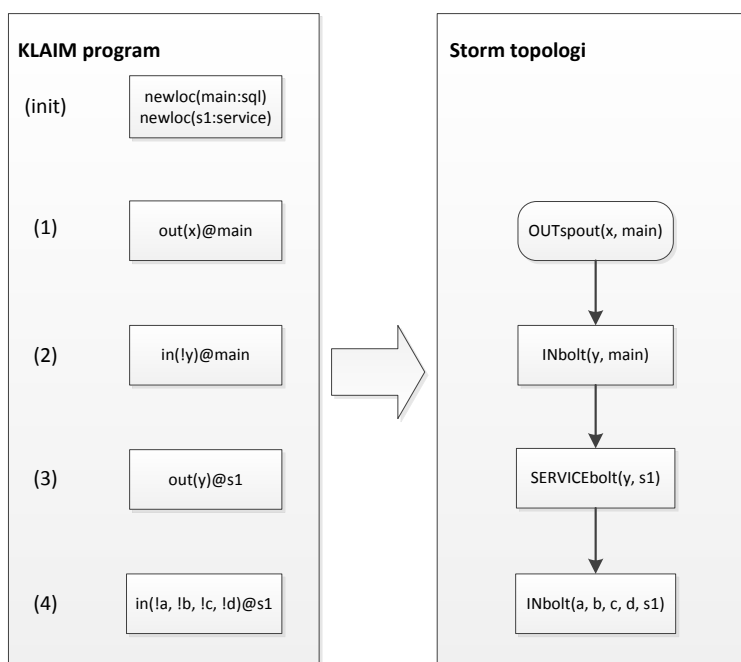 KLAIM program
(init)
newloc(main:sql)
newloc(s1:service)
(1)
out(x)@main
(2)
in(!y)@main
(3)
out(y)@s1
(4)
in(!a, !b, !c, !d)@s1
Storm topologi
OUTspout(x, main)
INbolt(y, main)
SERVICEbolt(y, s1)
INbolt(a, b, c, d, s1)